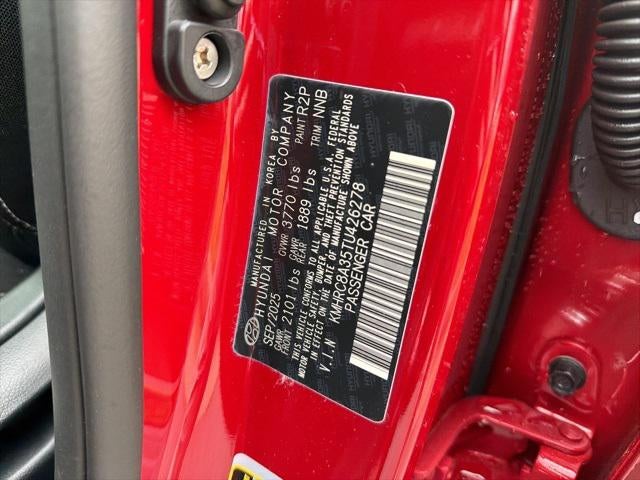 MANUFACTURED IN KOREA BY
HYUNDAI MOTOR COMPANY
SEP.2025 GVWR 3770 lbs PAINT R2P
GAWR FRONT 2101 lbs GAWR REAR 1889 lbs TRIM NNB
THIS VEHICLE CONFORMS TO ALL APPLICABLE U.S.A. FEDERAL
MOTOR VEHICLE SAFETY, BUMPER, AND THEFT PREVENTION STANDARDS
IN EFFECT ON THE DATE OF MANUFACTURE SHOWN ABOVE.
V.I.N KMHRC8A35TU426278
PASSENGER CAR